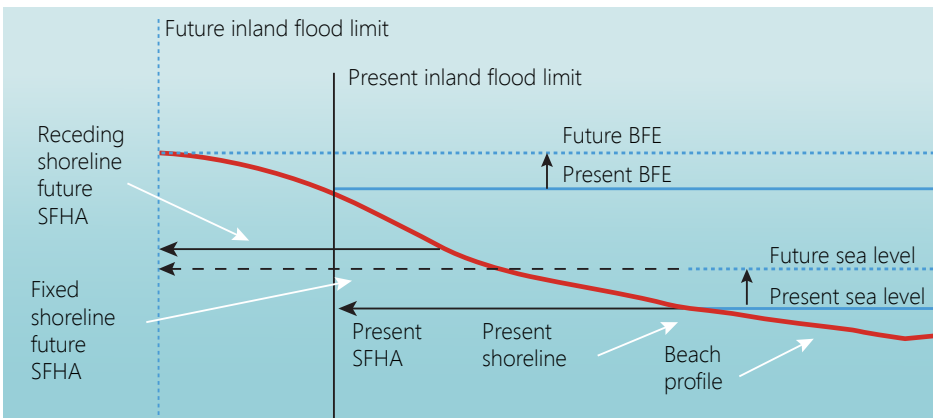 Future inland flood limit
Present inland flood limit
Receding
shoreline
future
SFHA
Future BFE
Present BFE
Future sea level
Present sea level
Fixed
shoreline
future
SFHA
Present
SFHA
Present
shoreline
Beach
profile